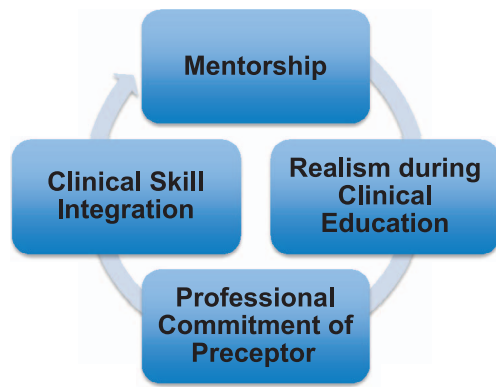 Mentorship
Realism during
Clinical
Education
Professional
Commitment of
Preceptor
Clinical Skill
Integration